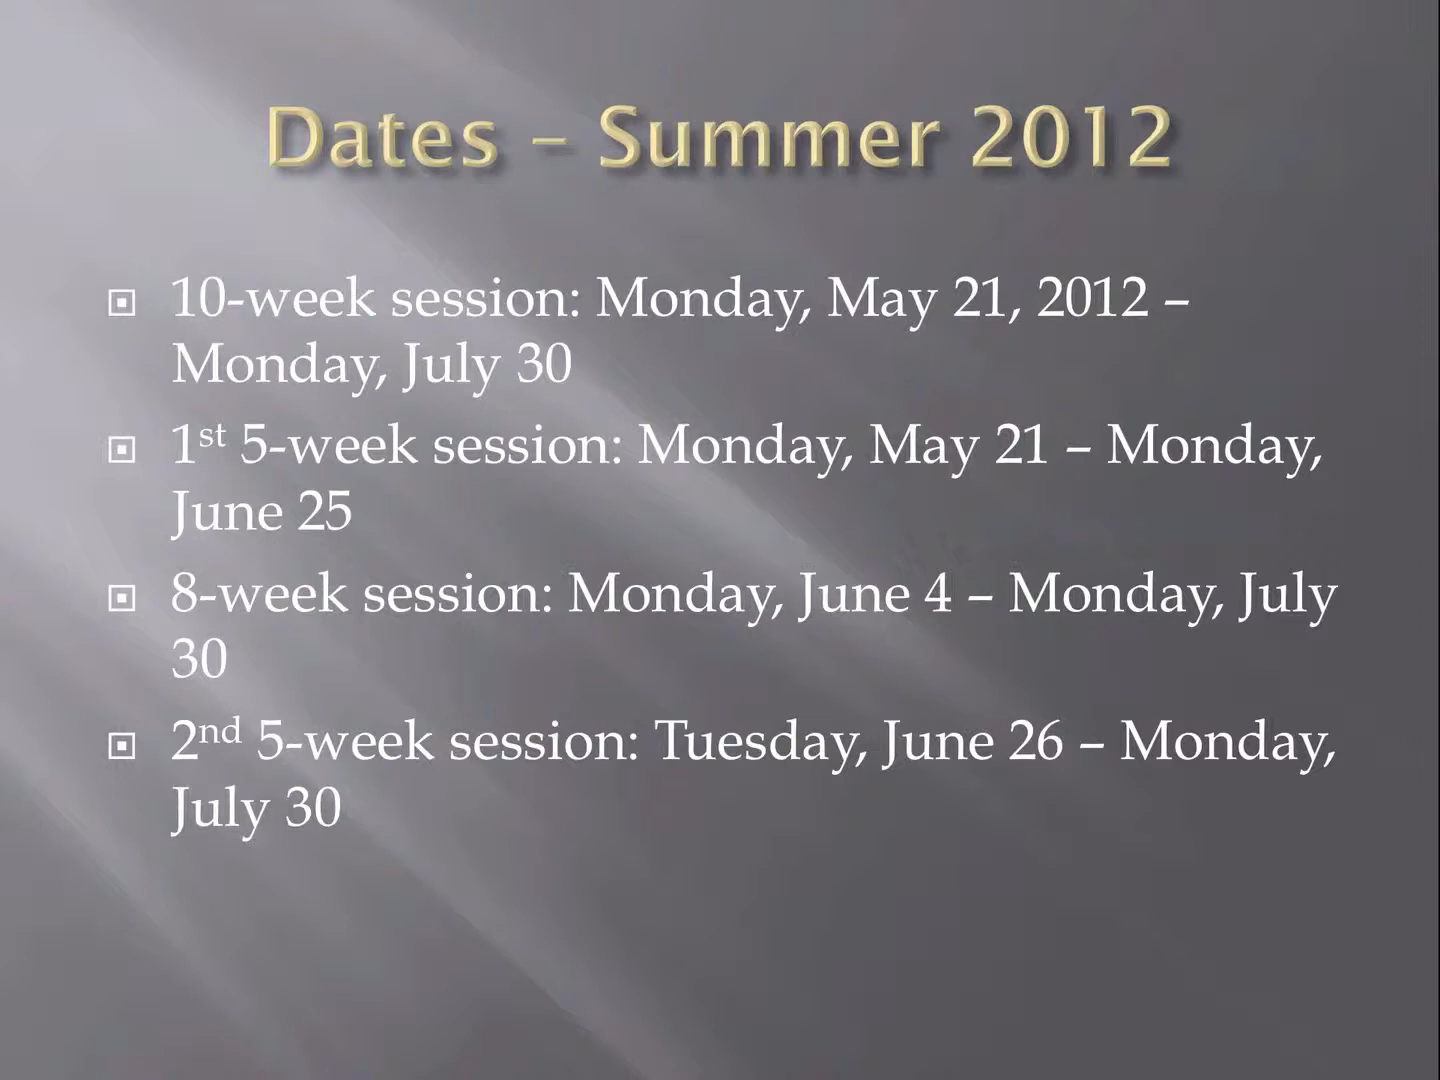 Dates – Summer 2012
10-week session: Monday, May 21, 2012 –
Monday, July 30
1st 5-week session: Monday, May 21 – Monday,
June 25
8-week session: Monday, June 4 – Monday, July
30
2nd 5-week session: Tuesday, June 26 – Monday,
July 30